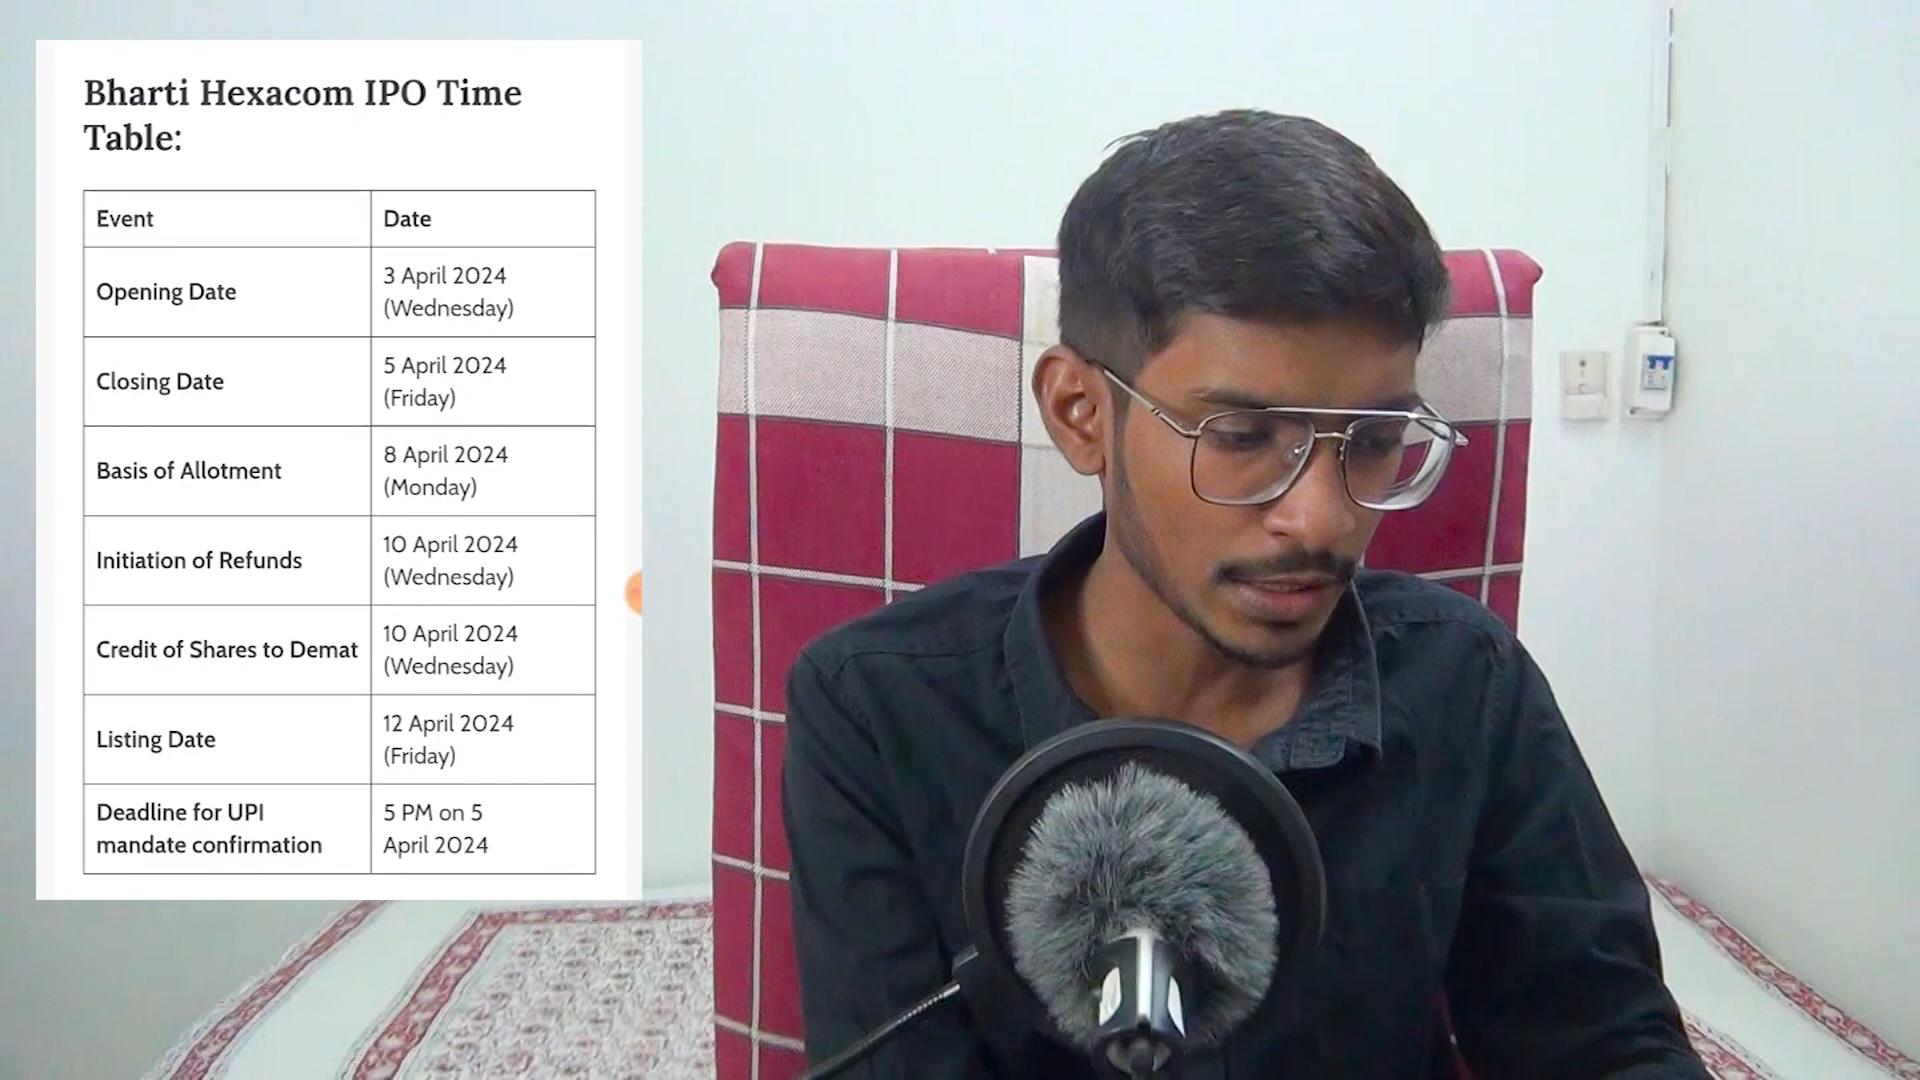 Bharti Hexacom IPO Time
Table:
Event Date
Opening Date 3 April 2024
(Wednesday)
Closing Date 5 April 2024
(Friday)
Basis of Allotment 8 April 2024
(Monday)
Initiation of Refunds 10 April 2024
(Wednesday)
Credit of Shares to Demat 10 April 2024
(Wednesday)
Listing Date 12 April 2024
(Friday)
Deadline for UPI 5 PM on 5
mandate confirmation April 2024